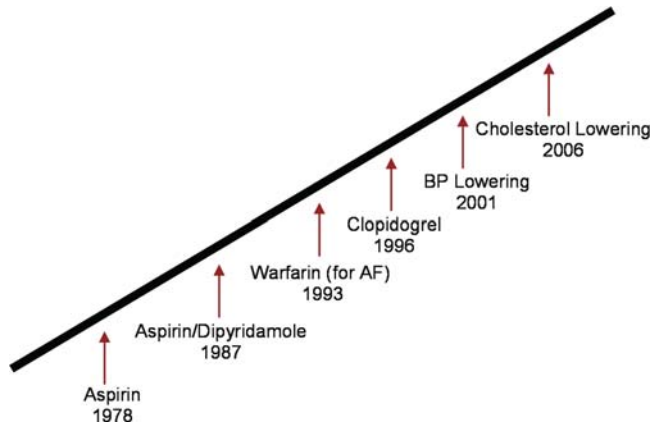 Cholesterol Lowering
2006
BP Lowering
2001
Clopidogrel
1996
Warfarin (for AF)
1993
Aspirin/Dipyridamole
1987
Aspirin
1978